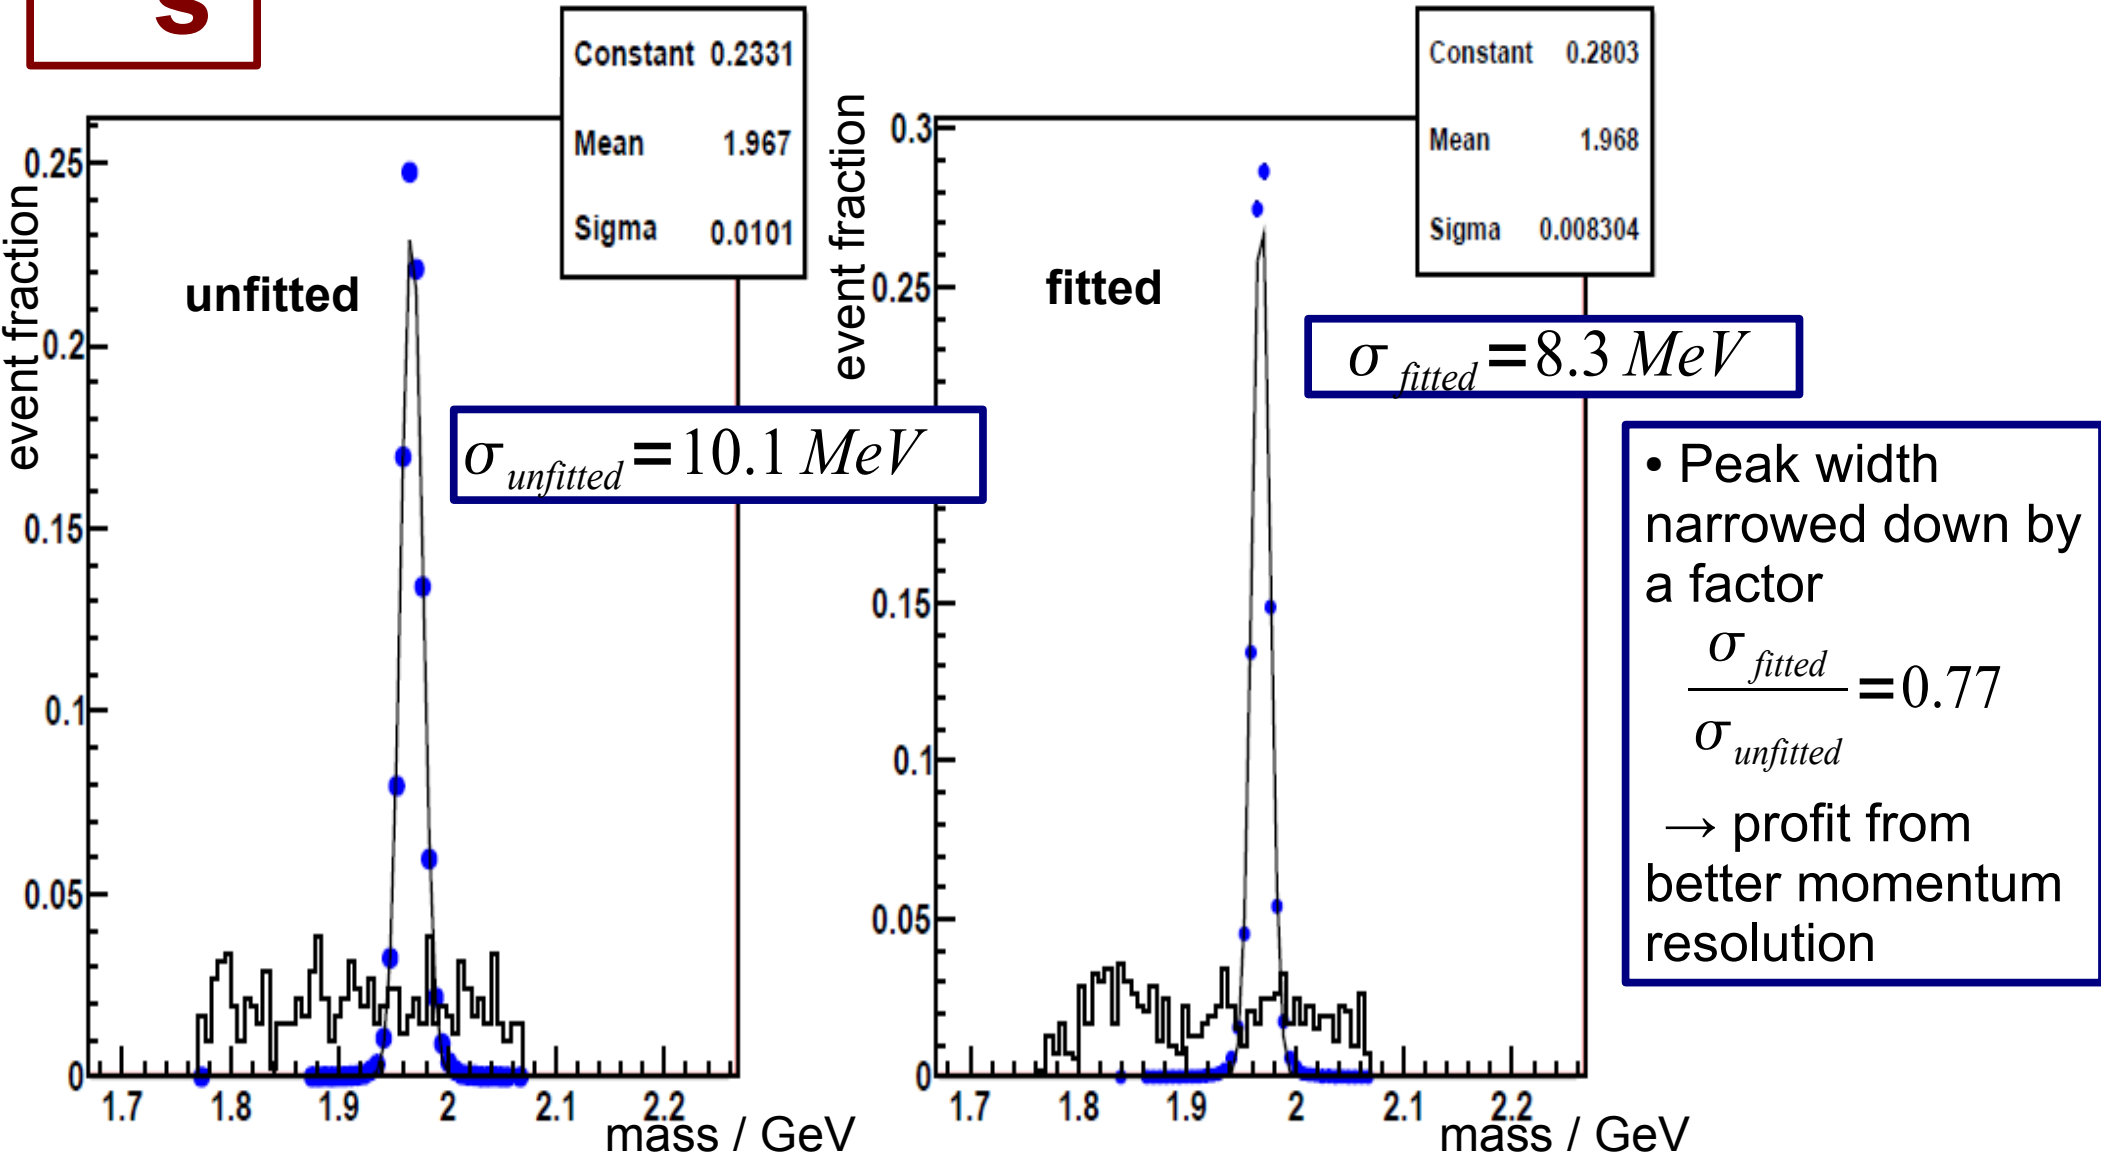 s
Constant 0.2331
Mean 1.967
Sigma 0.0101
unfitted
σ unfitted = 10.1 MeV
event fraction
0.25
0.2
0.15
0.1
0.05
0
1.7 1.8 1.9 2 2.1 2.2
mass / GeV
Constant 0.2803
Mean 1.968
Sigma 0.008304
fitted
σ fitted = 8.3 MeV
event fraction
0.3
0.25
0.15
0.1
0.05
0
1.7 1.8 1.9 2 2.1 2.2
mass / GeV
• Peak width
narrowed down by
a factor
σ fitted
σ unfitted
=0.77
→ profit from
better momentum
resolution